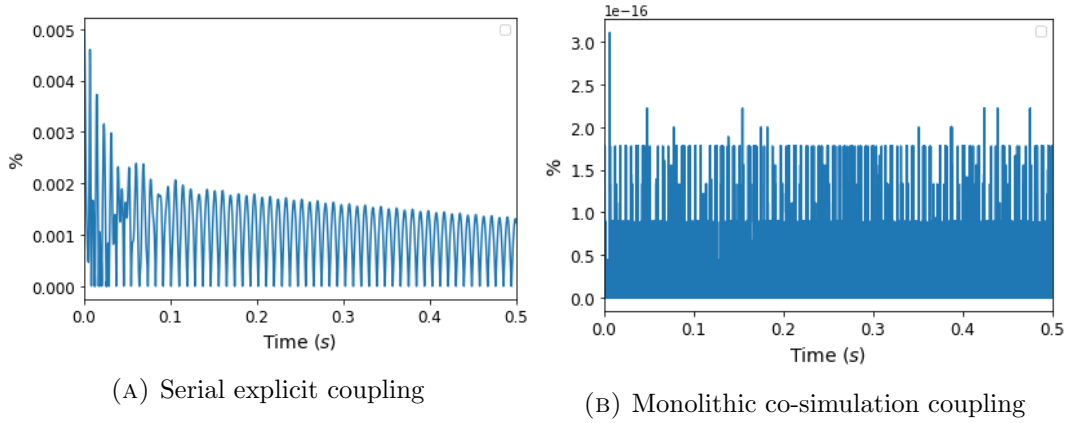 0.005
0.004
0.003
0.002
0.001
0.000
%
0.0 0.1 0.2 0.3 0.4 0.5
Time (s)
(A) Serial explicit coupling
1e−16
3.0
2.5
2.0
1.5
1.0
0.5
0.0
%
0.0 0.1 0.2 0.3 0.4 0.5
Time (s)
(B) Monolithic co-simulation coupling